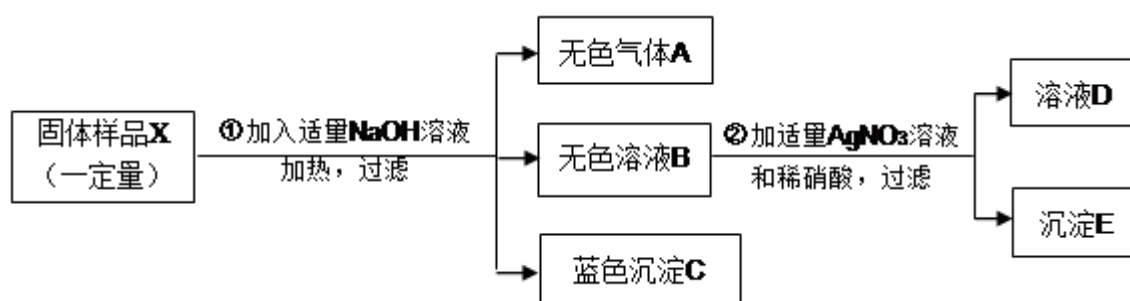 无色气体A
固体样品X
（一定量）
①加入适量NaOH溶液
加热，过滤
无色溶液B
②加适量AgNO₃溶液
和稀硝酸，过滤
溶液D
沉淀E
蓝色沉淀C